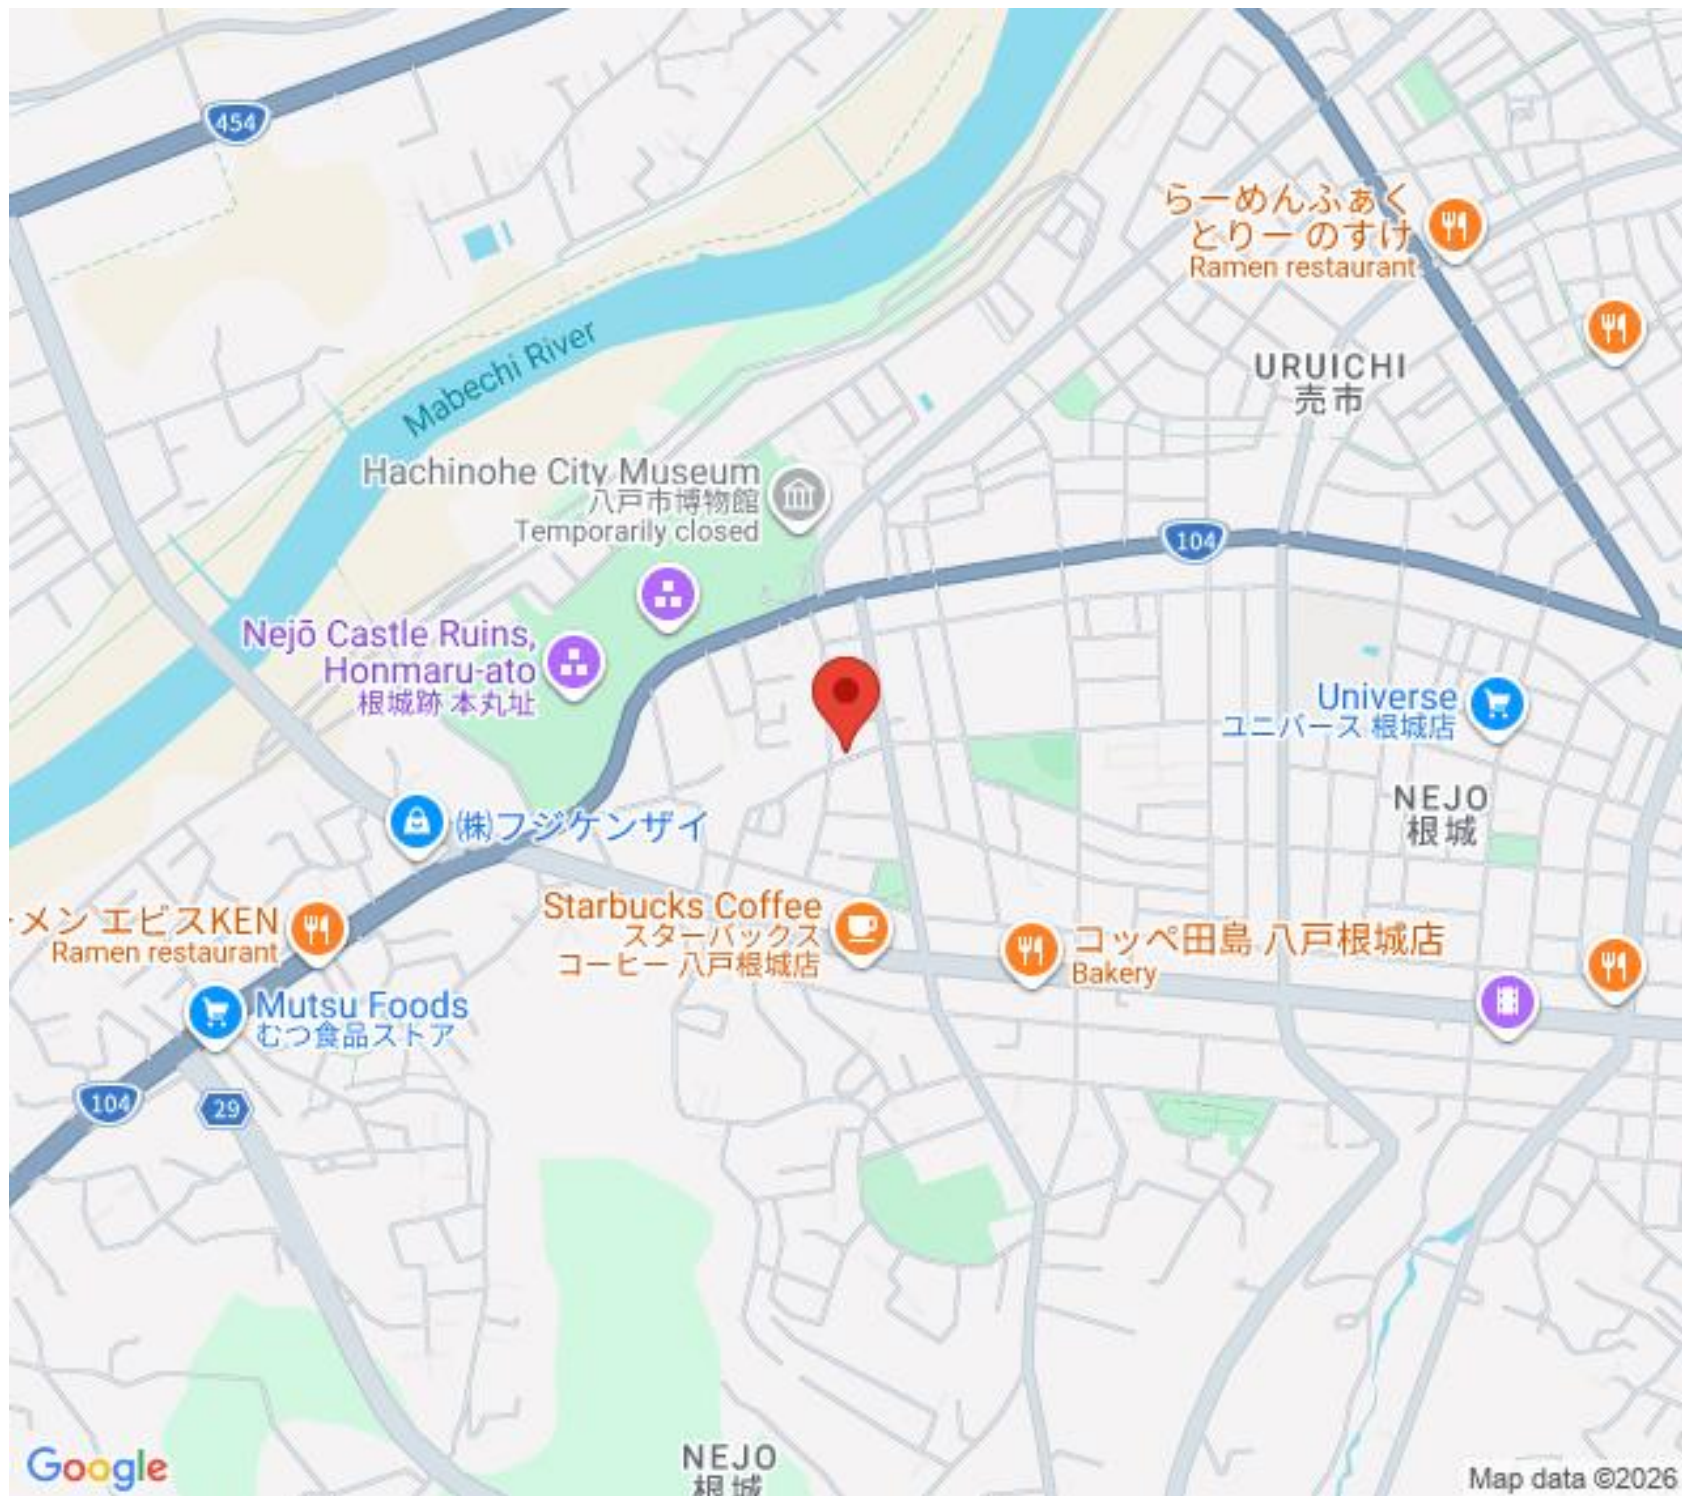 454
らーめんふぁく
とりー のすけ
Ramen restaurant
Mabechi River
URUICHI
売市
Hachinohe City Museum
八戸市博物館
Temporarily closed
104
Nejō Castle Ruins,
Honmaru-ato
根城跡 本丸址
Universe
ユニバース 根城店
NEJO
根城
㈱フジケンザイ
ーメン エビスKEN
Ramen restaurant
Starbucks Coffee
スターバックス
コーヒー 八戸根城店
コッペ田島 八戸根城店
Bakery
Mutsu Foods
むつ食品ストア
104
29
NEJO
根城
Google
Map data ©2026